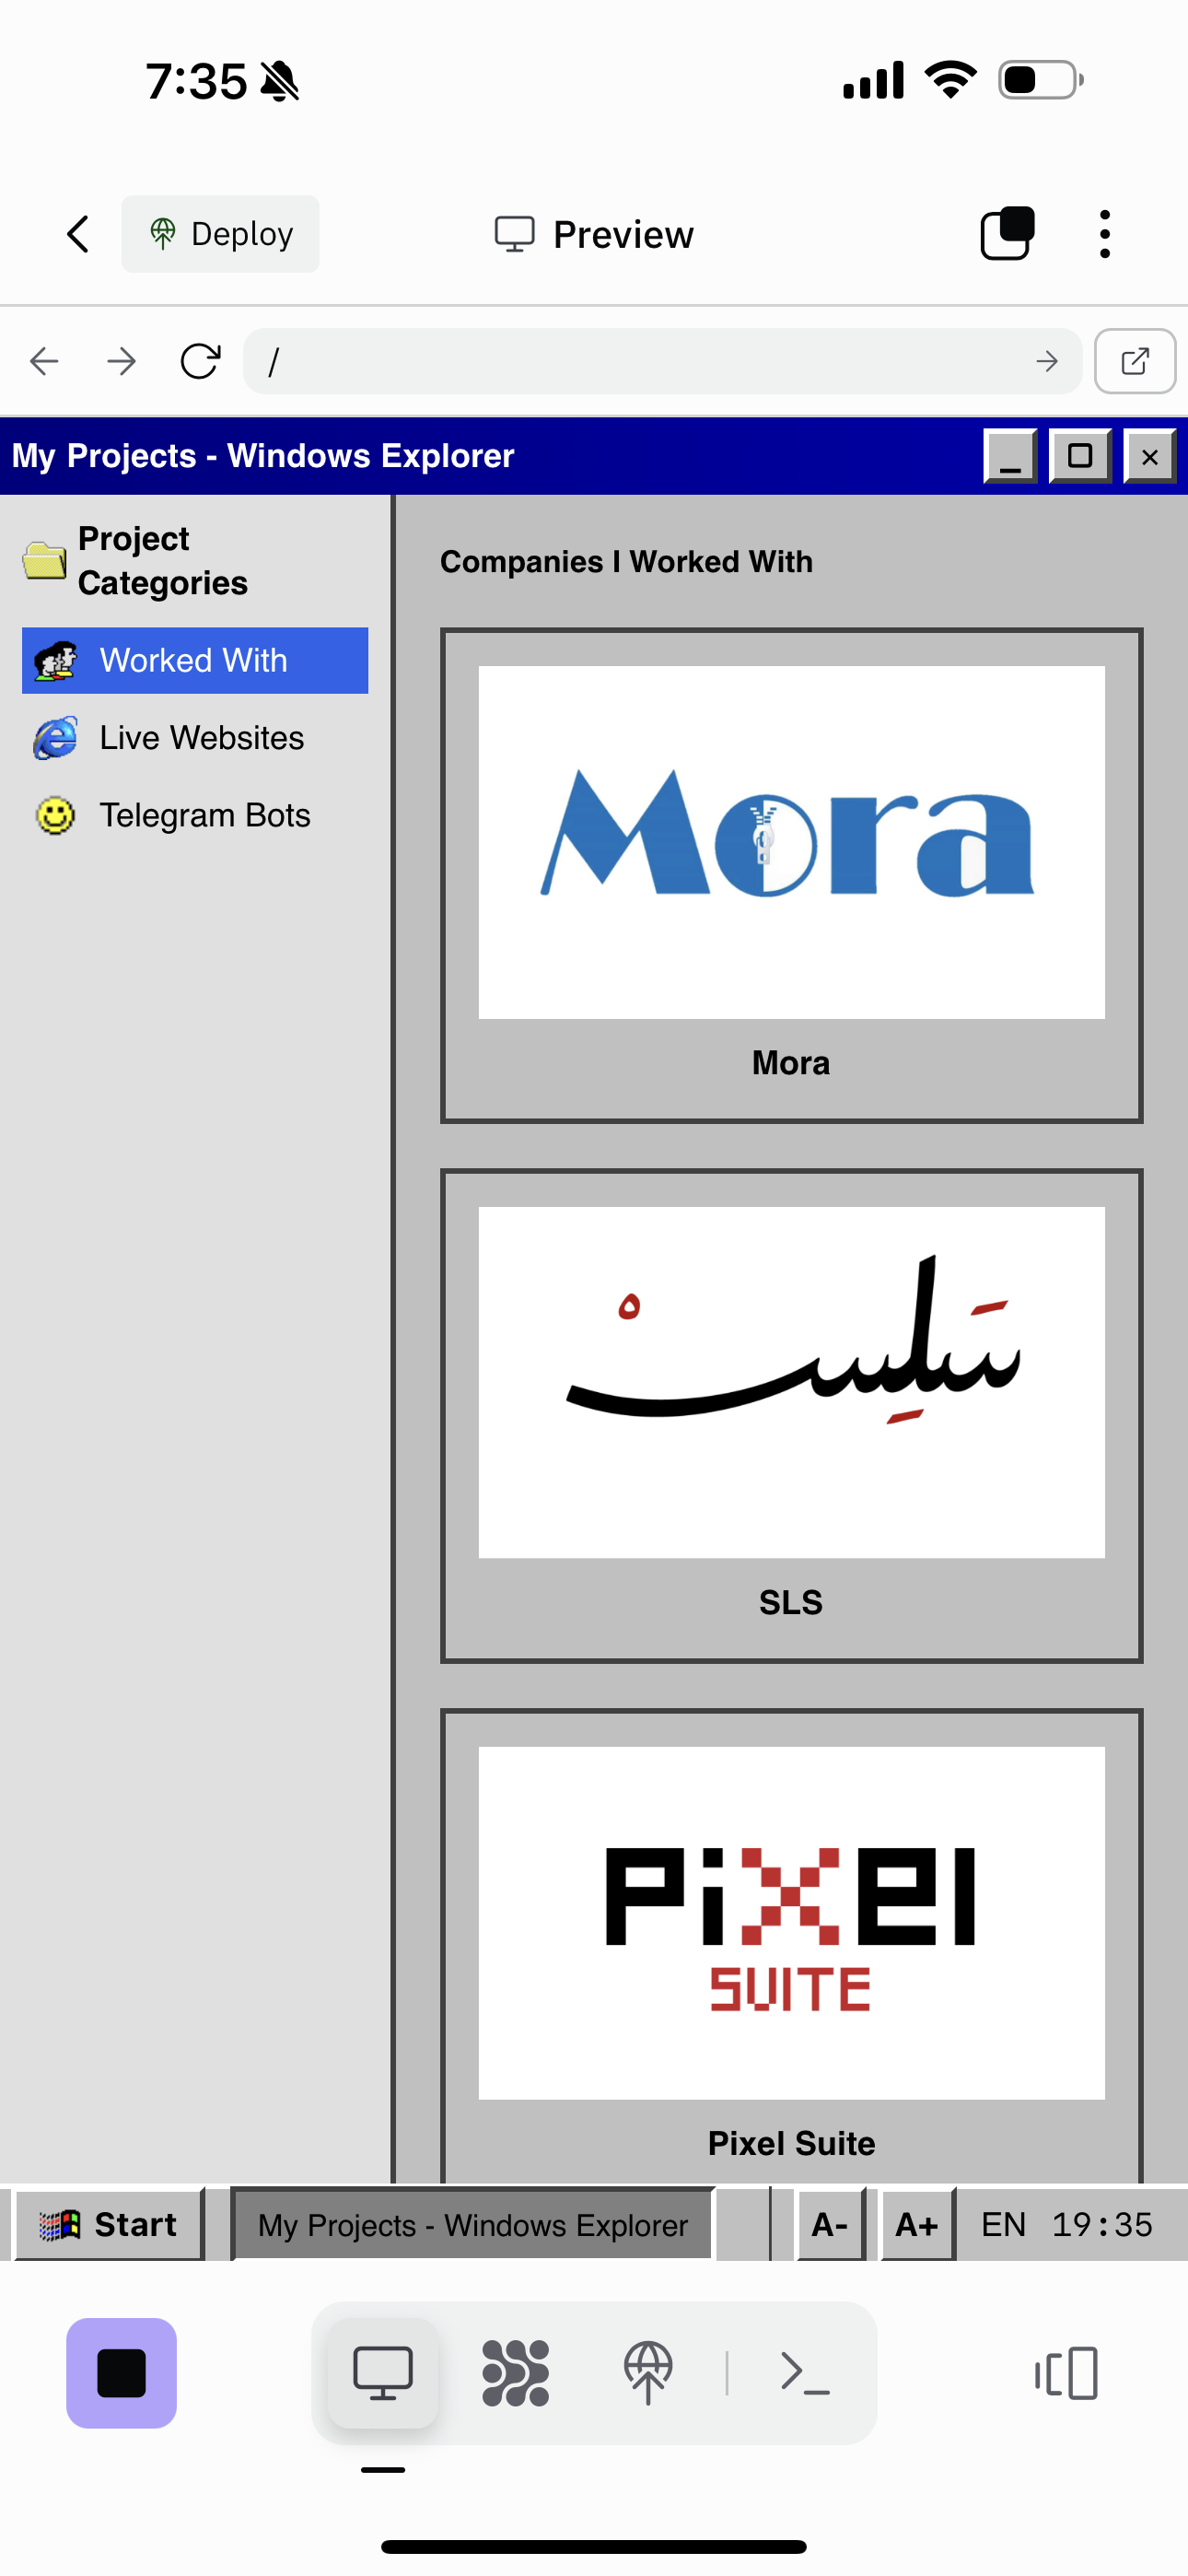 7:35
Deploy
Preview
/
My Projects - Windows Explorer
Project
Categories
Worked With
Live Websites
Telegram Bots
Companies I Worked With
Mora
Mora
سَلِيسْ
SLS
PiXel
SUITE
Pixel Suite
Start
My Projects - Windows Explorer
A-
A+
EN 19:35